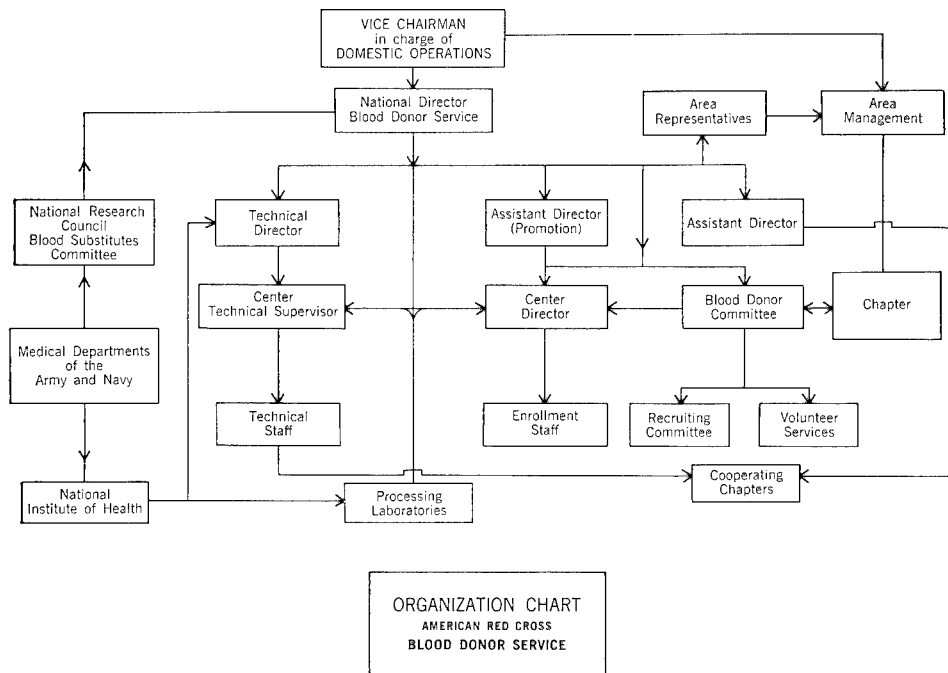 VICE CHAIRMAN
in charge of
DOMESTIC OPERATIONS
National Director
Blood Donor Service
Area
Representatives
Area
Management
National Research
Council
Blood Substitutes
Committee
Technical
Director
Assistant Director
(Promotion)
Assistant Director
Center
Technical Supervisor
Center
Director
Blood Donor
Committee
Chapter
Medical Departments
of the
Army and Navy
Technical
Staff
Enrollment
Staff
Recruiting
Committee
Volunteer
Services
National
Institute of Health
Processing
Laboratories
Cooperating
Chapters
ORGANIZATION CHART
AMERICAN RED CROSS
BLOOD DONOR SERVICE